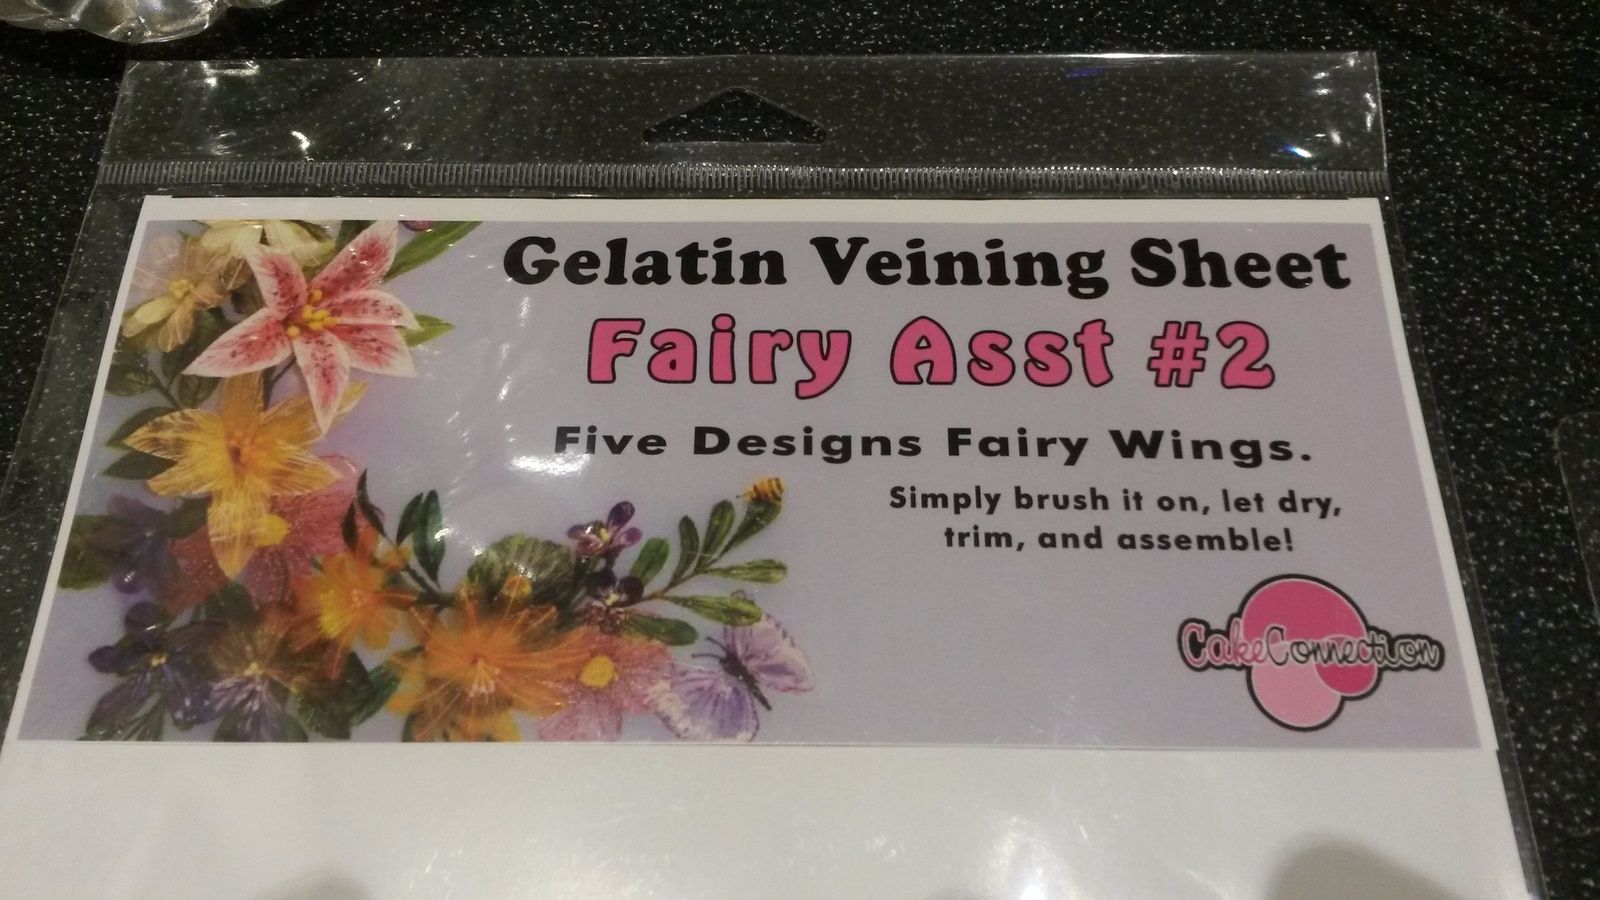 Gelatin Veining Sheet
Fairy Asst #2
Five Designs Fairy Wings.
Simply brush it on, let dry,
trim, and assemble!
CakeConnection